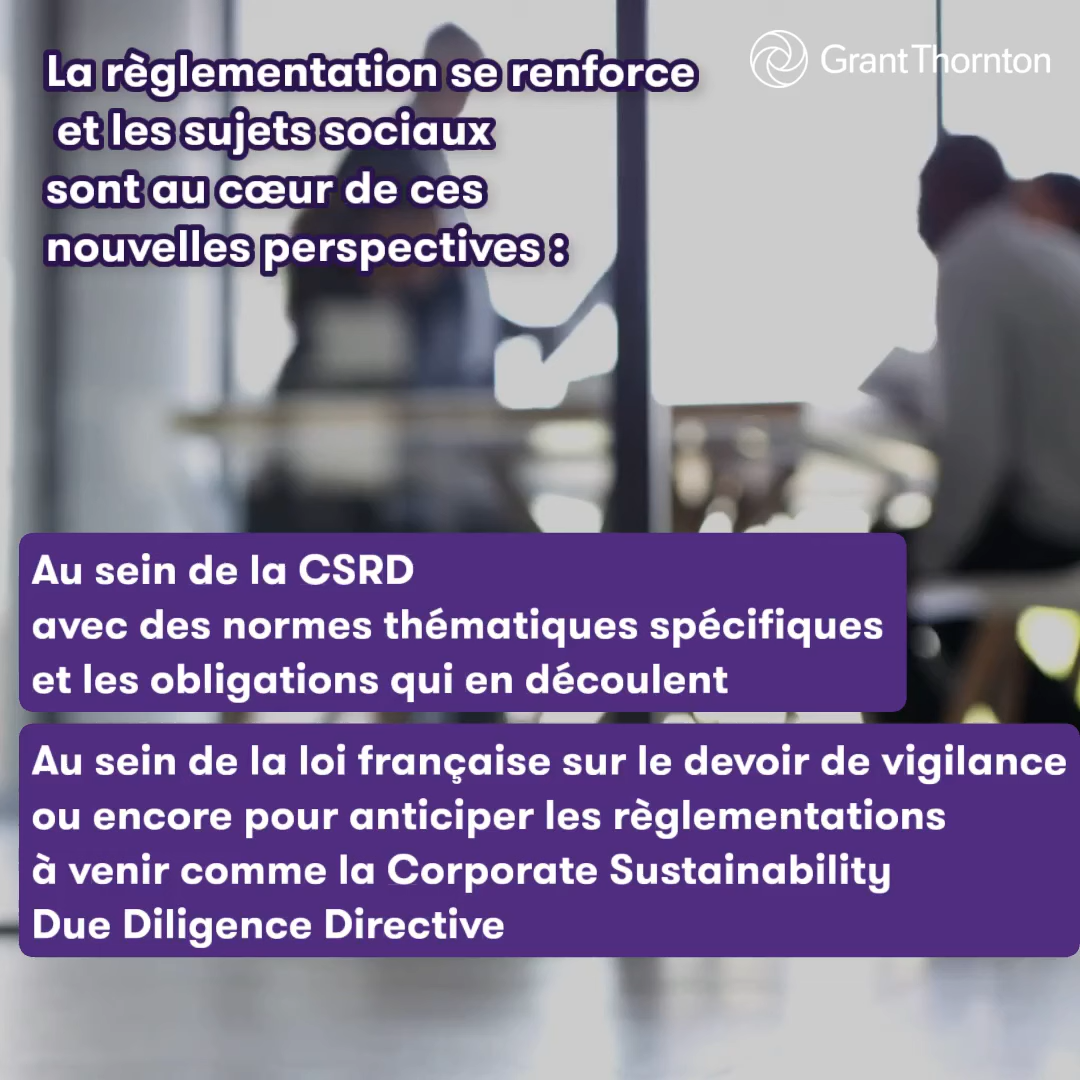 La règlementation se renforce
et les sujets sociaux
sont au cœur de ces
nouvelles perspectives :
Grant Thornton
Au sein de la CSRD
avec des normes thématiques spécifiques
et les obligations qui en découlent
Au sein de la loi française sur le devoir de vigilance
ou encore pour anticiper les règlementations
à venir comme la Corporate Sustainability
Due Diligence Directive